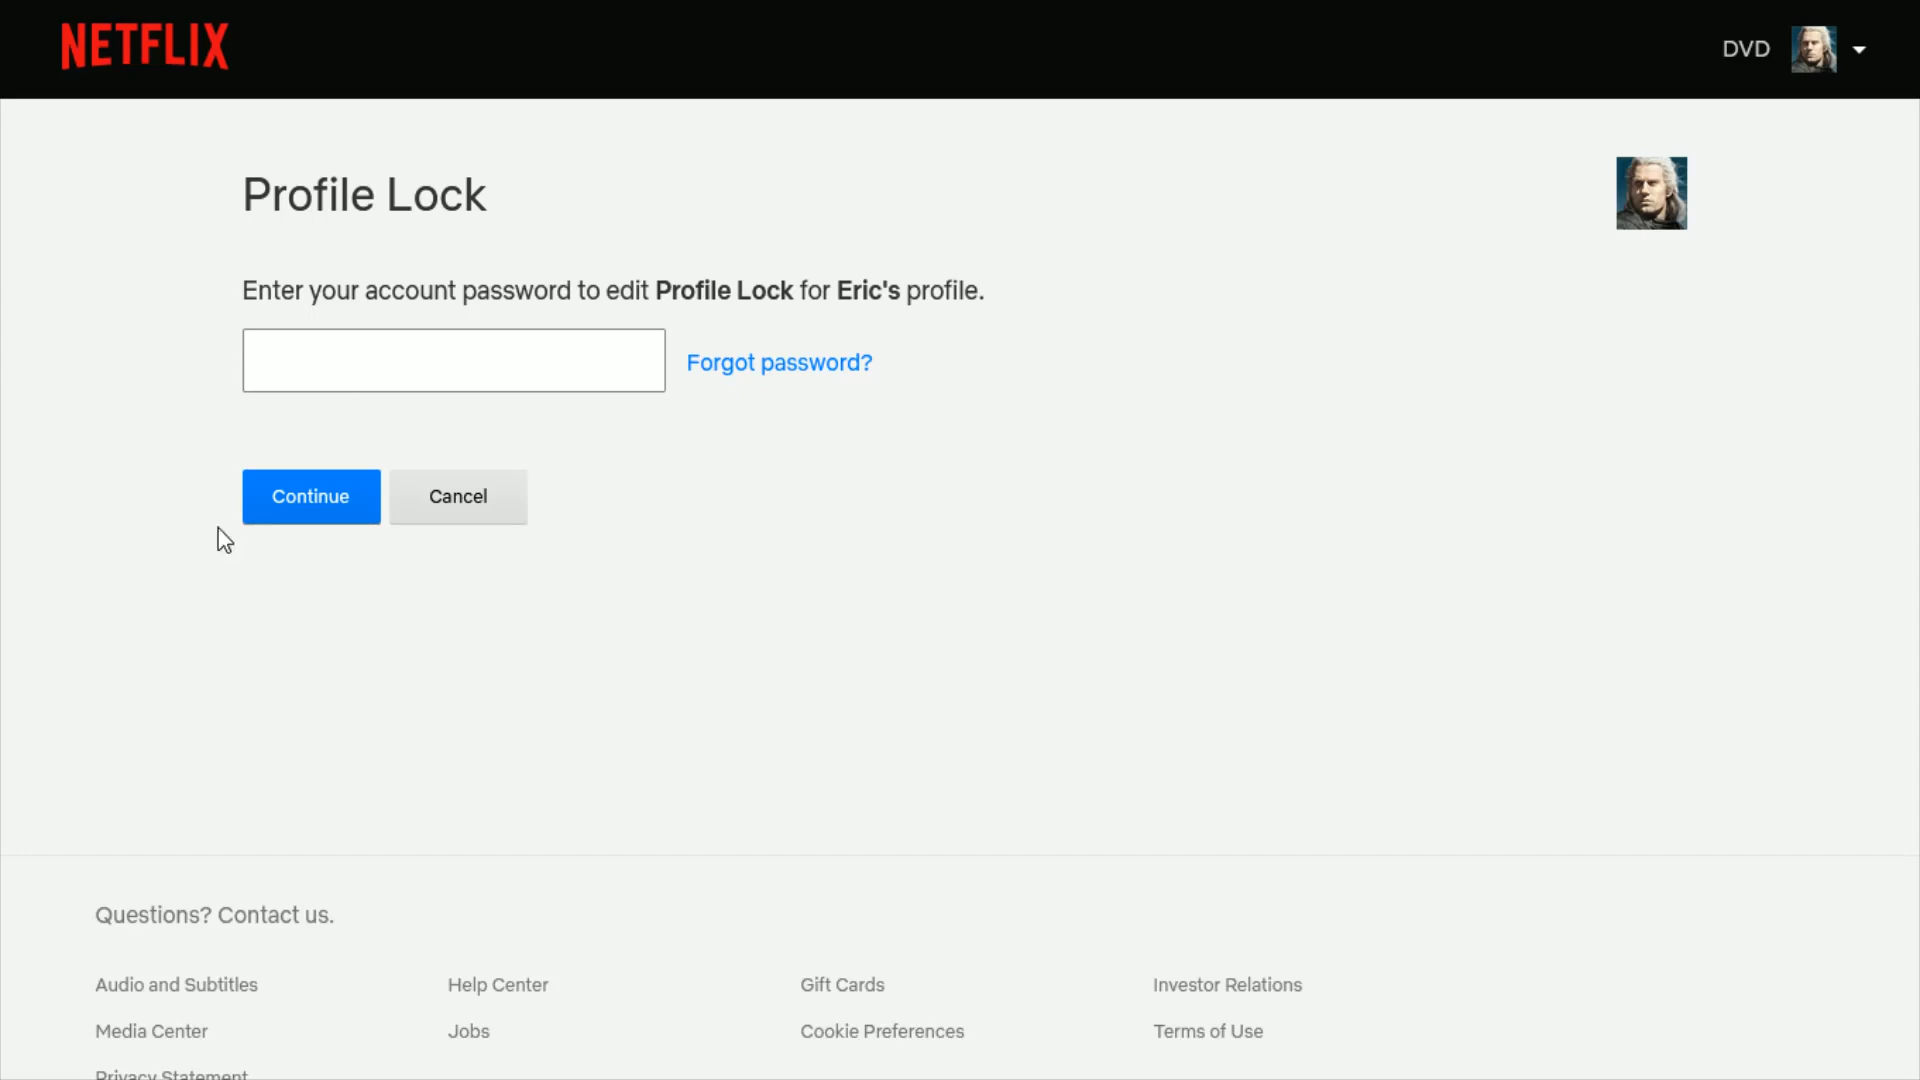 NETFLIX
DVD
Profile Lock
Enter your account password to edit Profile Lock for Eric's profile.
Forgot password?
Continue Cancel
Questions? Contact us.
Audio and Subtitles Help Center Gift Cards Investor Relations
Media Center Jobs Cookie Preferences Terms of Use
Privacy Statement